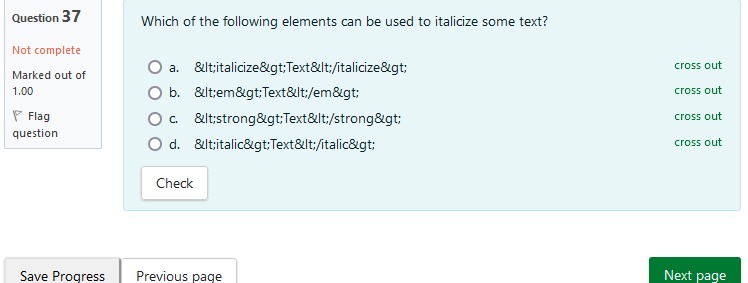 Question 37
Not complete
Marked out of
1.00
Flag
question
Which of the following elements can be used to italicize some text?
a. &lt;italicize&gt;Text&lt;/italicize&gt; cross out
b. &lt;em&gt;Text&lt;/em&gt; cross out
c. &lt;strong&gt;Text&lt;/strong&gt; cross out
d. &lt;italic&gt;Text&lt;/italic&gt; cross out
Check
Save Progress Previous page Next page